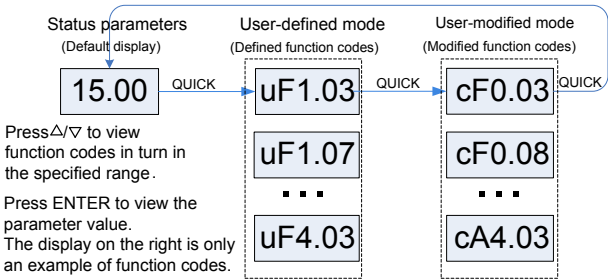 Status parameters
(Default display)
User-defined mode
(Defined function codes)
User-modified mode
(Modified function codes)
15.00
QUICK
uF1.03
QUICK
cF0.03
QUICK
Press△/▽ to view
function codes in turn in
the specified range.
uF1.07
cF0.08
Press ENTER to view the
parameter value.
The display on the right is only
an example of function codes.
uF4.03
cA4.03